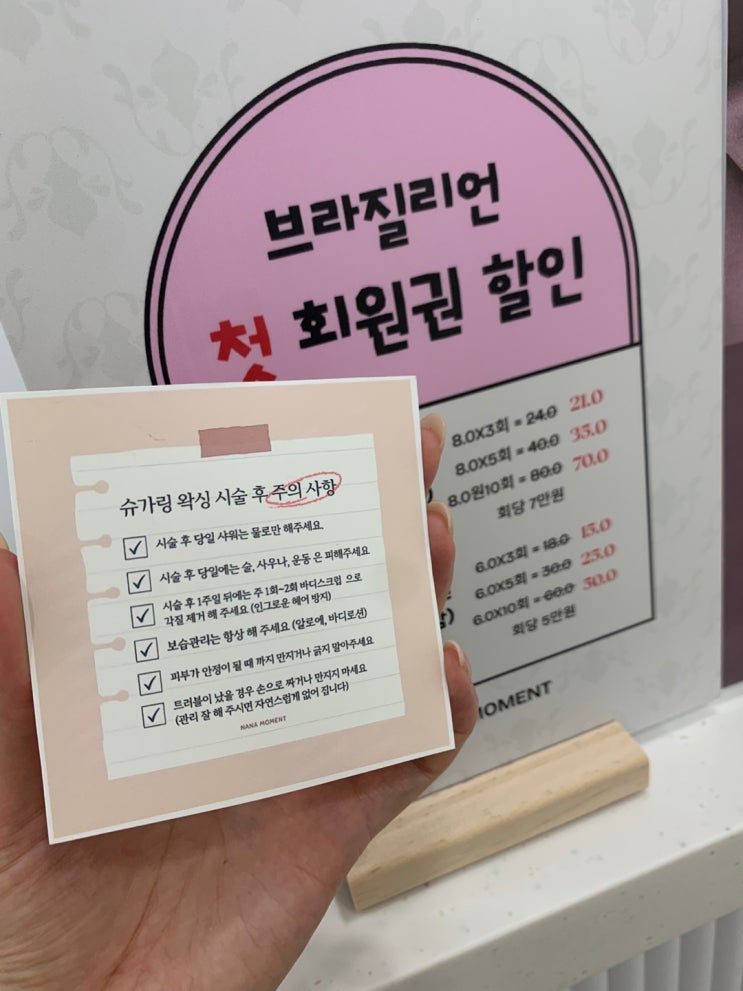 브라질리언
첫 회원권 할인
8.0X3회 = 24.0 21.0
8.0X5회 = 40.0 35.0
8.0원10회 = 80.0 70.0
회당 7만원
6.0X3회 = 18.0 15.0
6.0X5회 = 30.0 25.0
6.0X10회 = 60.0 50.0
회당 5만원
MOMENT
슈가링 왁싱 시술 후 주의 사항
시술 후 당일 샤워는 물로만 해주세요.
시술 후 당일에는 술, 사우나, 운동 은 피해주세요
시술 후 1주일 뒤에는 주 1회~2회 바디스크럽 으로
각질 제거 해 주세요 (인그로운 헤어 방지)
보습관리는 항상 해 주세요 (알로에, 바디로션)
피부가 안정이 될 때 까지 만지거나 긁지 말아주세요
트러블이 났을 경우 손으로 짜거나 만지지 마세요
(관리 잘 해 주시면 자연스럽게 없어 집니다)
NANA MOMENT